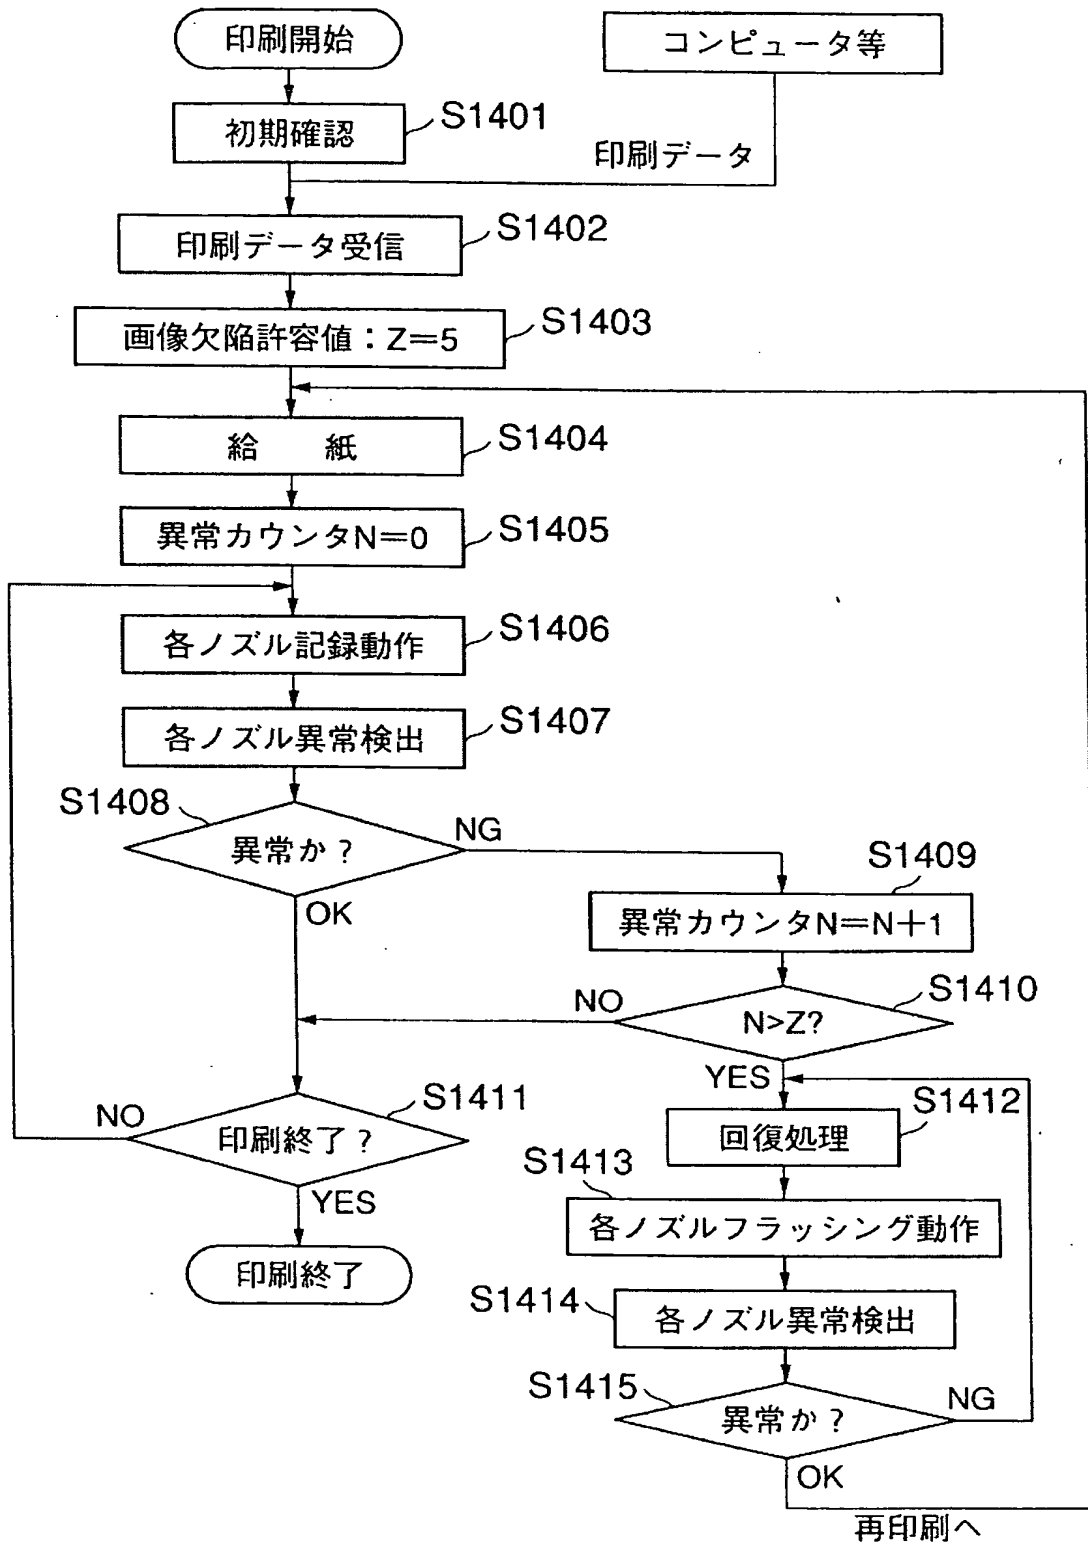 印刷開始
コンピュータ等
初期確認
S1401
印刷データ
印刷データ受信
S1402
画像欠陥許容値：Z＝5
S1403
給　　紙
S1404
異常カウンタN＝0
S1405
各ノズル記録動作
S1406
各ノズル異常検出
S1407
S1408
異常か？
NG
OK
S1409
異常カウンタN＝N＋1
S1410
N>Z?
NO
YES
S1411
印刷終了？
NO
YES
印刷終了
S1412
回復処理
S1413
各ノズルフラッシング動作
S1414
各ノズル異常検出
S1415
異常か？
NG
OK
再印刷へ